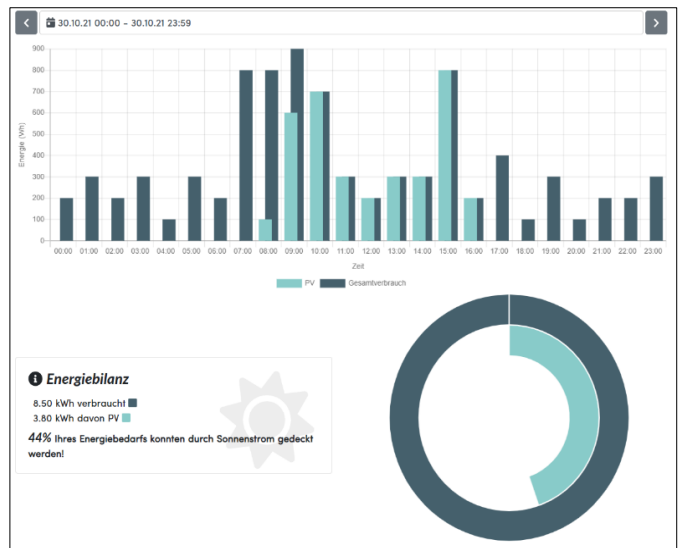 30.10.21 00:00 – 30.10.21 23:59
900
800
700
600
500
400
300
200
100
0
Energie (Wh)
00:00 01:00 02:00 03:00 04:00 05:00 06:00 07:00 08:00 09:00 10:00 11:00 12:00 13:00 14:00 15:00 16:00 17:00 18:00 19:00 20:00 21:00 22:00 23:00
Zeit
PV Gesamtverbrauch
Energiebilanz
8.50 kWh verbraucht
3.80 kWh davon PV
44% Ihres Energiebedarfs konnten durch Sonnenstrom gedeckt
werden!